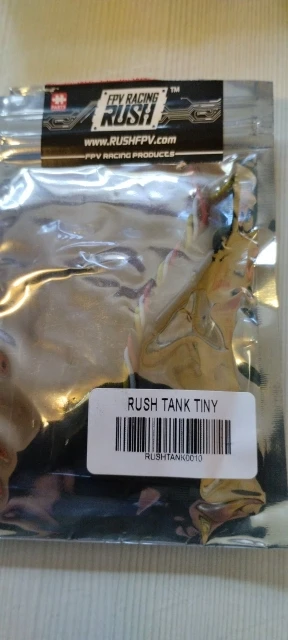 FPV RACING
RUSH
TM
www.RUSHFPV.com
FPV RACING PRODUCTS
RUSH TANK TINY
RUSHTANK0010